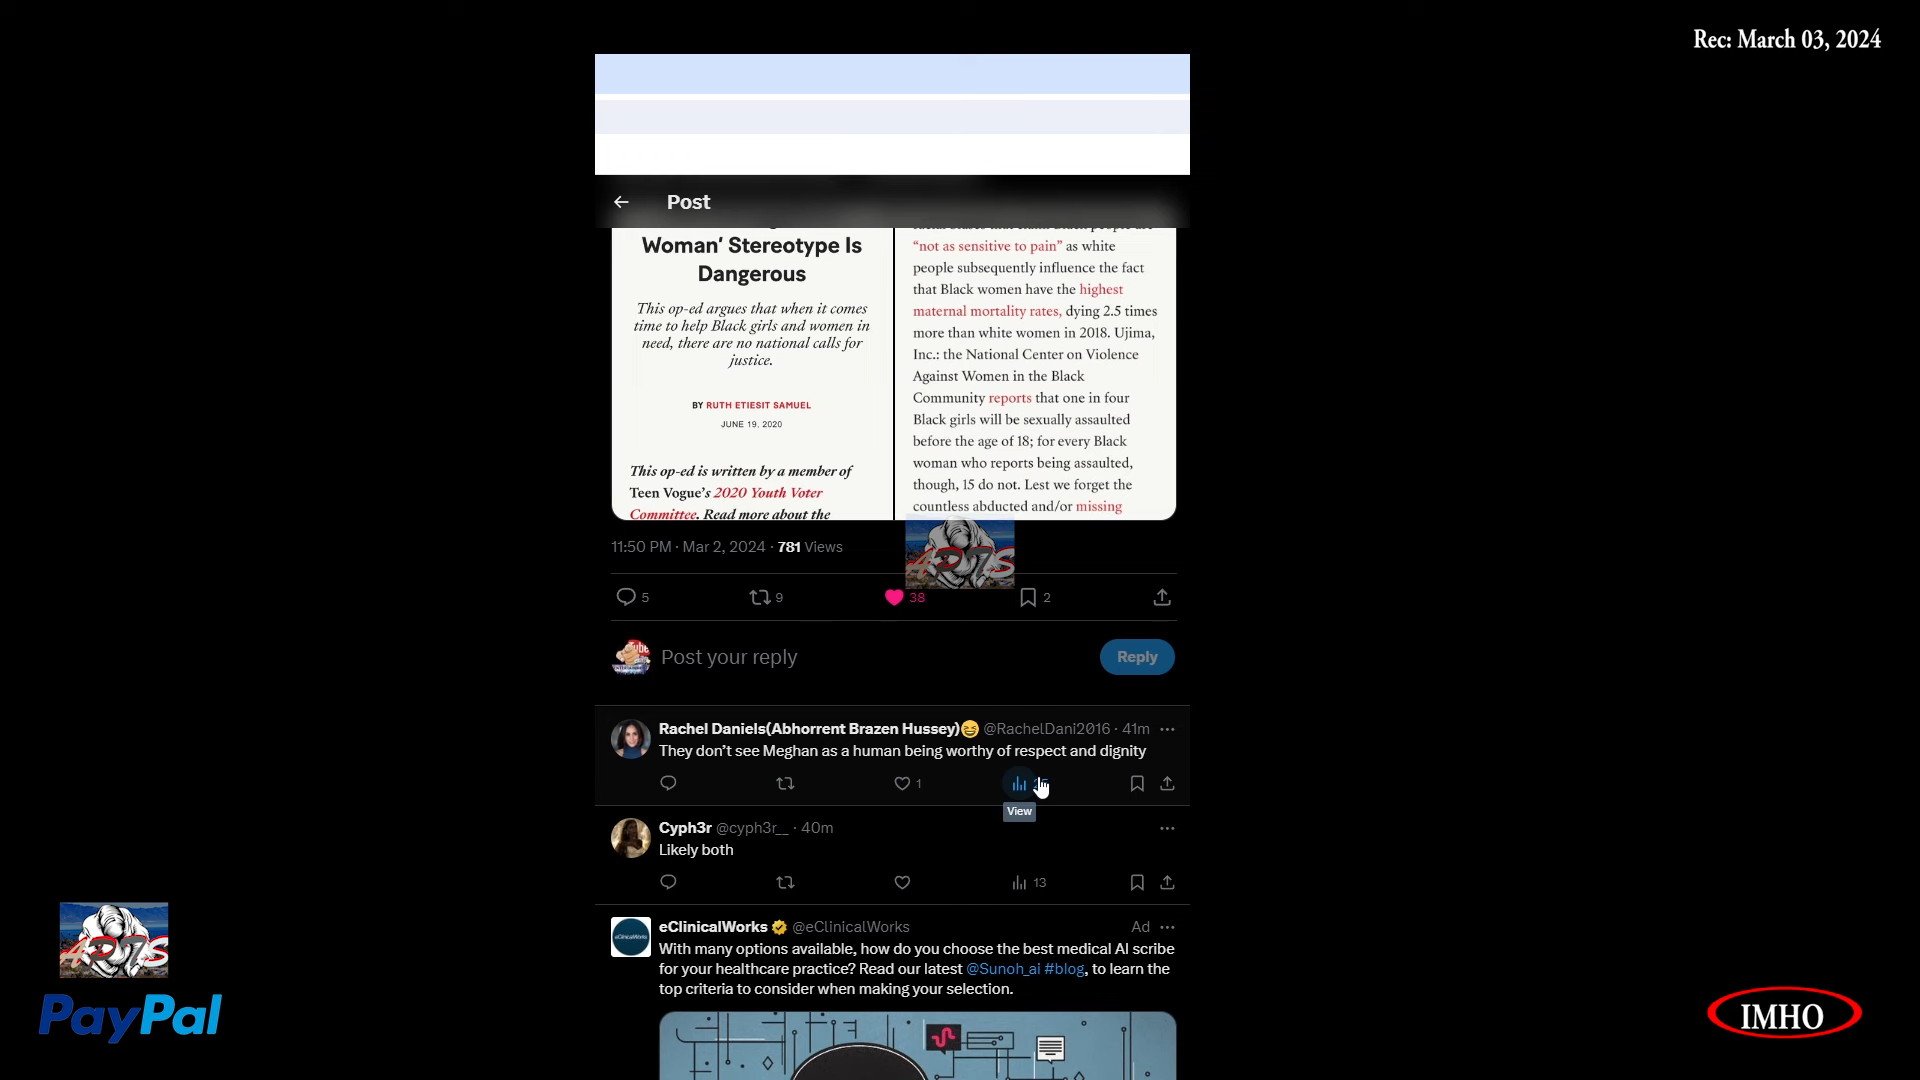 Rec: March 03, 2024
Post
Woman' Stereotype Is
Dangerous
This op-ed argues that when it comes
time to help Black girls and women in
need, there are no national calls for
justice.
BY RUTH ETIESIT SAMUEL
JUNE 19, 2020
This op-ed is written by a member of
Teen Vogue's 2020 Youth Voter
Committee. Read more about the
"not as sensitive to pain" as white
people subsequently influence the fact
that Black women have the highest
maternal mortality rates, dying 2.5 times
more than white women in 2018. Ujima,
Inc.: the National Center on Violence
Against Women in the Black
Community reports that one in four
Black girls will be sexually assaulted
before the age of 18; for every Black
woman who reports being assaulted,
though, 15 do not. Lest we forget the
countless abducted and/or missing
11:50 PM · Mar 2, 2024 · 781 Views
5 9 38 2
Post your reply
Reply
Rachel Daniels(Abhorrent Brazen Hussey)😆 @RachelDani2016 · 41m
They don't see Meghan as a human being worthy of respect and dignity
1
View
Cyph3r @cyph3r__ · 40m
Likely both
13
eClinicalWorks @eClinicalWorks Ad
With many options available, how do you choose the best medical AI scribe
for your healthcare practice? Read our latest @Sunoh_ai #blog, to learn the
top criteria to consider when making your selection.
PayPal
IMHO